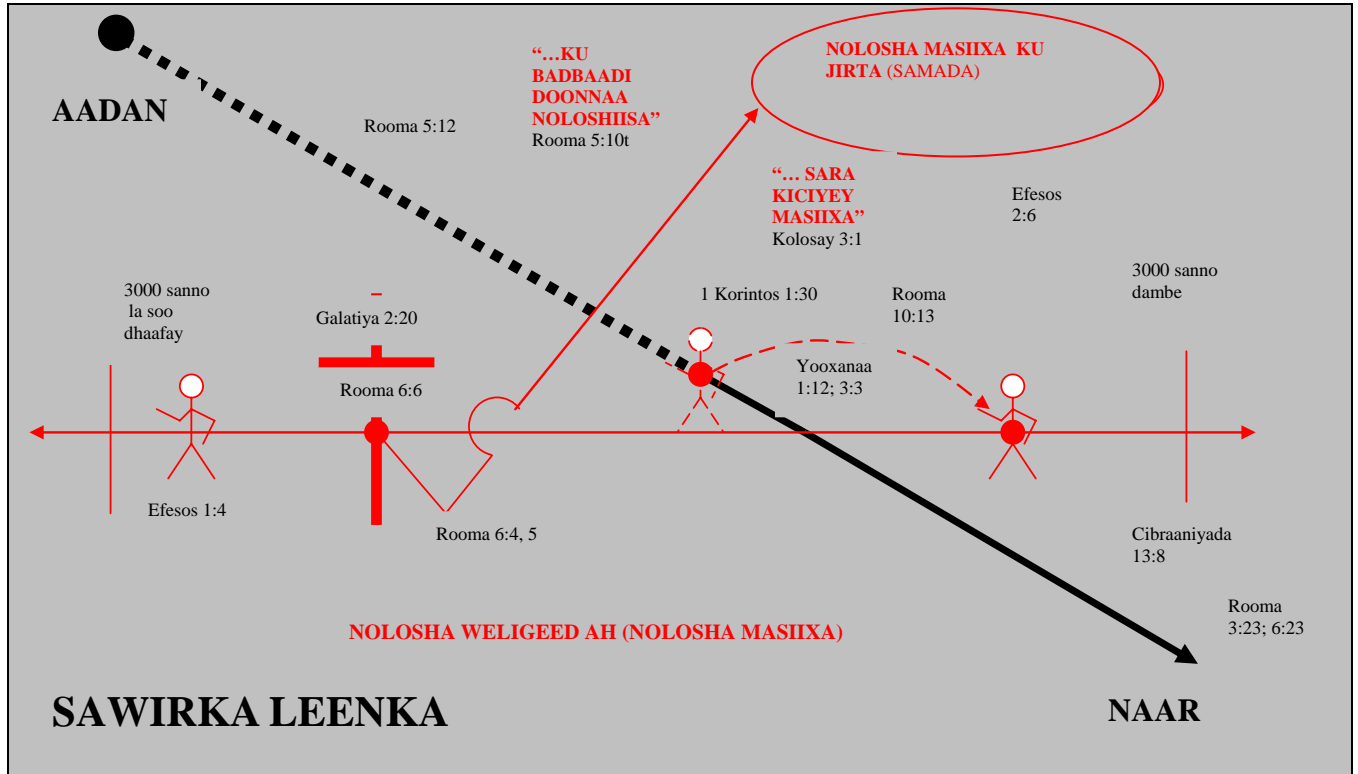 “…KU
BADBAADI
DOONNAA
NOLOSHIISA”
Rooma 5:10t
NOLOSHA MASIIXA KU
JIRTA (SAMADA)
AADAN
Rooma 5:12
“… SARA
KICIYEY
MASIIXA”
Kolosay 3:1
Efesos
2:6
3000 sanno
la soo
dhaafay
Galatiya 2:20
1 Korintos 1:30
Rooma
10:13
3000 sanno
dambe
Rooma 6:6
Yooxanaa
1:12; 3:3
Efesos 1:4
Rooma 6:4, 5
Cibraaniyada
13:8
Rooma
3:23; 6:23
NOLOSHA WELIGEED AH (NOLOSHA MASIIXA)
SAWIRKA LEENKA
NAAR